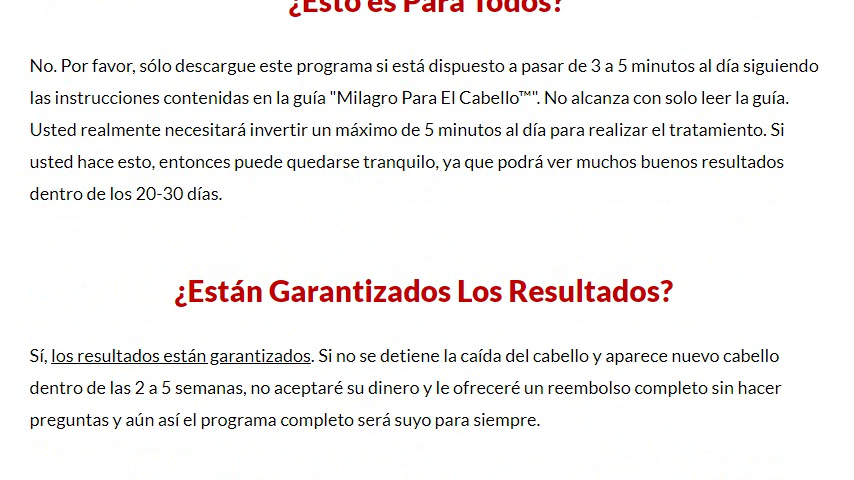 ¿Esto es Para Todos?
No. Por favor, sólo descargue este programa si está dispuesto a pasar de 3 a 5 minutos al día siguiendo
las instrucciones contenidas en la guía "Milagro Para El Cabello™". No alcanza con solo leer la guía.
Usted realmente necesitará invertir un máximo de 5 minutos al día para realizar el tratamiento. Si
usted hace esto, entonces puede quedarse tranquilo, ya que podrá ver muchos buenos resultados
dentro de los 20-30 días.
¿Están Garantizados Los Resultados?
Sí, los resultados están garantizados. Si no se detiene la caída del cabello y aparece nuevo cabello
dentro de las 2 a 5 semanas, no aceptaré su dinero y le ofreceré un reembolso completo sin hacer
preguntas y aún así el programa completo será suyo para siempre.